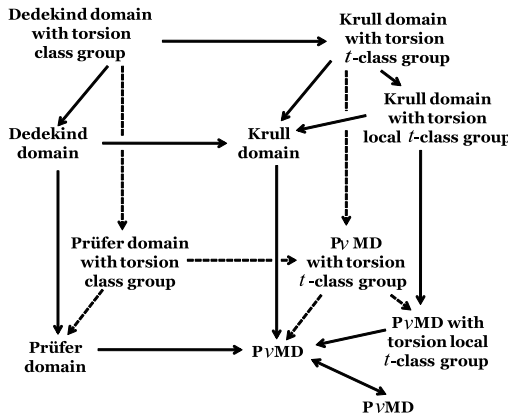 Dedekind domain
with torsion
class group
Krull domain
with torsion
t-class group
Krull domain
with torsion
local t-class group
Dedekind
domain
Krull
domain
Prüfer domain
with torsion
class group
PvMD
with torsion
t-class group
PvMD with
torsion local
t-class group
Prüfer
domain
PvMD
PvMD